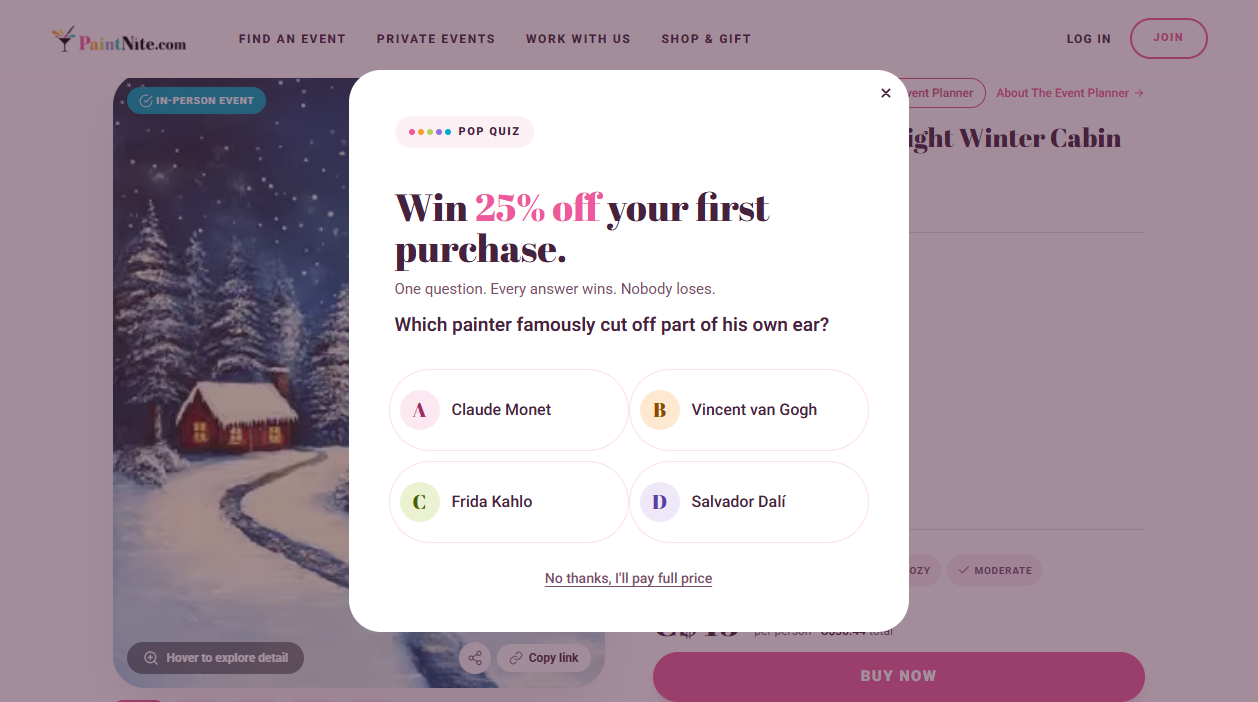 PaintNite.com
FIND AN EVENT
PRIVATE EVENTS
WORK WITH US
SHOP & GIFT
LOG IN
JOIN
IN-PERSON EVENT
Event Planner
About The Event Planner →
ight Winter Cabin
POP QUIZ
Win 25% off your first
purchase.
One question. Every answer wins. Nobody loses.
Which painter famously cut off part of his own ear?
A Claude Monet
B Vincent van Gogh
C Frida Kahlo
D Salvador Dalí
No thanks, I'll pay full price
OZY
MODERATE
per person
total
Hover to explore detail
Copy link
BUY NOW